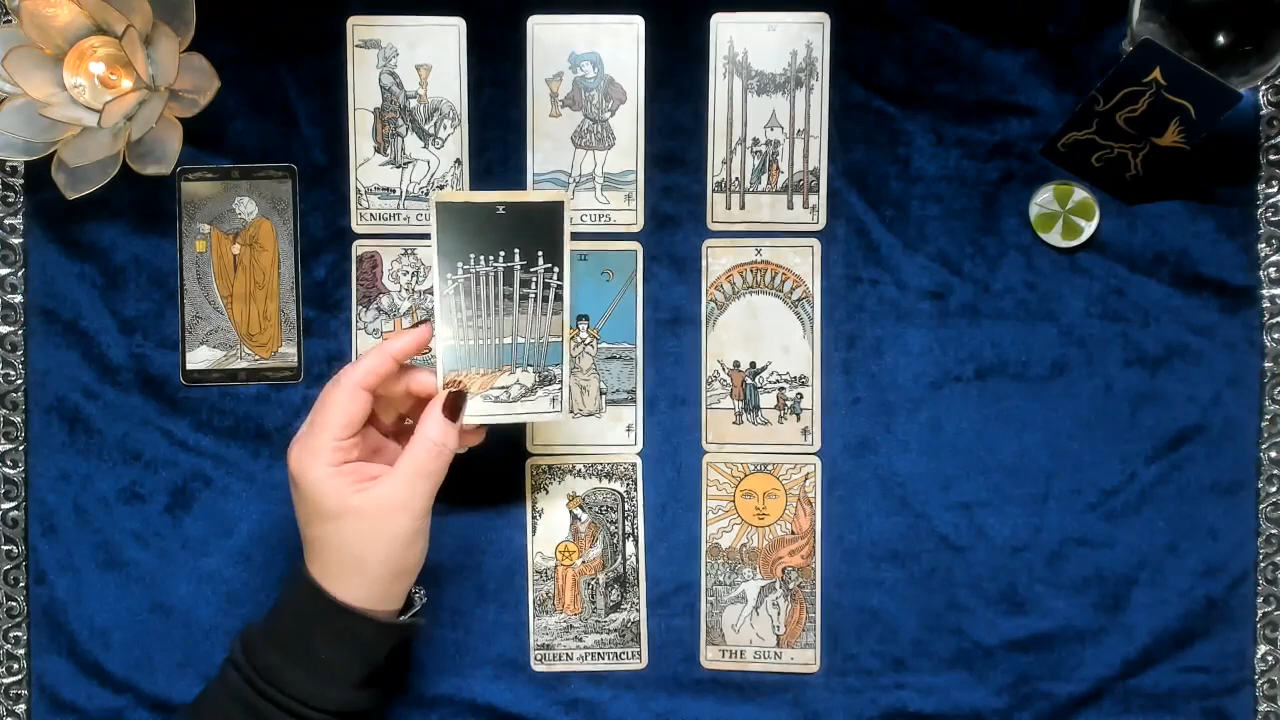 KNIGHT of CU
CUPS.
IV
X
XX
II
X
QUEEN of PENTACLES
XIX
THE SUN.